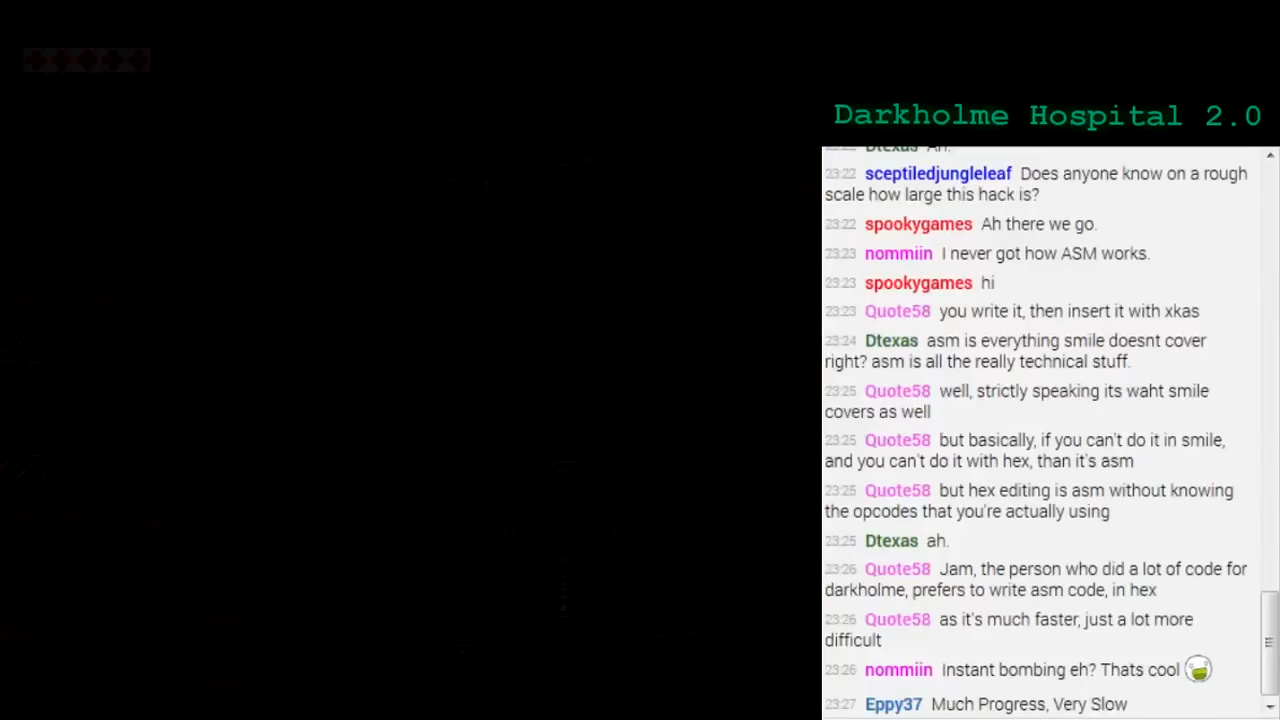 Darkholme Hospital 2.0
Dtexas Ah.
23:22 sceptiledjungleleaf Does anyone know on a rough
scale how large this hack is?
23:22 spookygames Ah there we go.
23:23 nommiin I never got how ASM works.
23:23 spookygames hi
23:23 Quote58 you write it, then insert it with xkas
23:24 Dtexas asm is everything smile doesnt cover
right? asm is all the really technical stuff.
23:25 Quote58 well, strictly speaking its waht smile
covers as well
23:25 Quote58 but basically, if you can't do it in smile,
and you can't do it with hex, than it's asm
23:25 Quote58 but hex editing is asm without knowing
the opcodes that you're actually using
23:25 Dtexas ah.
23:26 Quote58 Jam, the person who did a lot of code for
darkholme, prefers to write asm code, in hex
23:26 Quote58 as it's much faster, just a lot more
difficult
23:26 nommiin Instant bombing eh? Thats cool
23:27 Eppy37 Much Progress, Very Slow